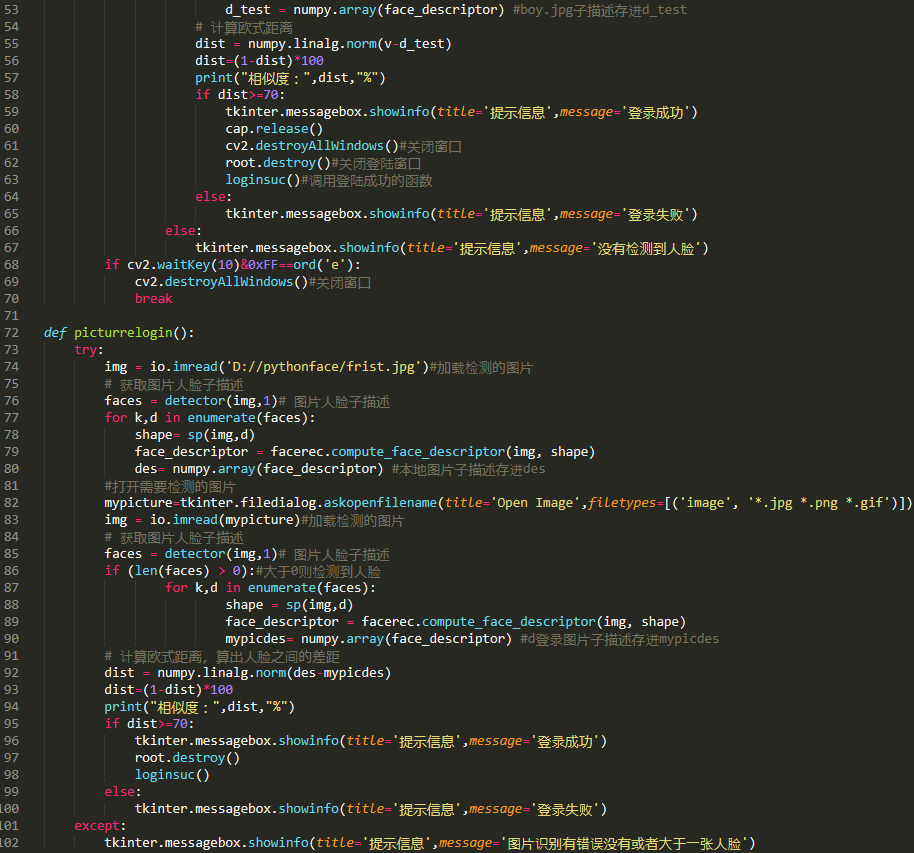 53 d_test = numpy.array(face_descriptor) #boy.jpg子描述存进d_test
54 # 计算欧式距离
55 dist = numpy.linalg.norm(v-d_test)
56 dist=(1-dist)*100
57 print("相似度：",dist,"%")
58 if dist>=70:
59 tkinter.messagebox.showinfo(title='提示信息',message='登录成功')
60 cap.release()
61 cv2.destroyAllWindows()#关闭窗口
62 root.destroy()#关闭登陆窗口
63 loginsuc()#调用登陆成功的函数
64 else:
65 tkinter.messagebox.showinfo(title='提示信息',message='登录失败')
66 else:
67 tkinter.messagebox.showinfo(title='提示信息',message='没有检测到人脸')
68 if cv2.waitKey(10)&0xFF==ord('e'):
69 cv2.destroyAllWindows()#关闭窗口
70 break
71
72 def picturrelogin():
73 try:
74 img = io.imread('D://pythonface/frist.jpg')#加载检测的图片
75 # 获取图片人脸子描述
76 faces = detector(img,1)# 图片人脸子描述
77 for k,d in enumerate(faces):
78 shape= sp(img,d)
79 face_descriptor = facerec.compute_face_descriptor(img, shape)
80 des= numpy.array(face_descriptor) #本地图片子描述存进des
81 #打开需要检测的图片
82 mypicture=tkinter.filedialog.askopenfilename(title='Open Image',filetypes=[('image', '*.jpg *.png *.gif')])
83 img = io.imread(mypicture)#加载检测的图片
84 # 获取图片人脸子描述
85 faces = detector(img,1)# 图片人脸子描述
86 if (len(faces) > 0):#大于0则检测到人脸
87 for k,d in enumerate(faces):
88 shape = sp(img,d)
89 face_descriptor = facerec.compute_face_descriptor(img, shape)
90 mypicdes= numpy.array(face_descriptor) #d登录图片子描述存进mypicdes
91 # 计算欧式距离，算出人脸之间的差距
92 dist = numpy.linalg.norm(des-mypicdes)
93 dist=(1-dist)*100
94 print("相似度：",dist,"%")
95 if dist>=70:
96 tkinter.messagebox.showinfo(title='提示信息',message='登录成功')
97 root.destroy()
98 loginsuc()
99 else:
100 tkinter.messagebox.showinfo(title='提示信息',message='登录失败')
101 except:
102 tkinter.messagebox.showinfo(title='提示信息',message='图片识别有错误没有或者大于一张人脸')